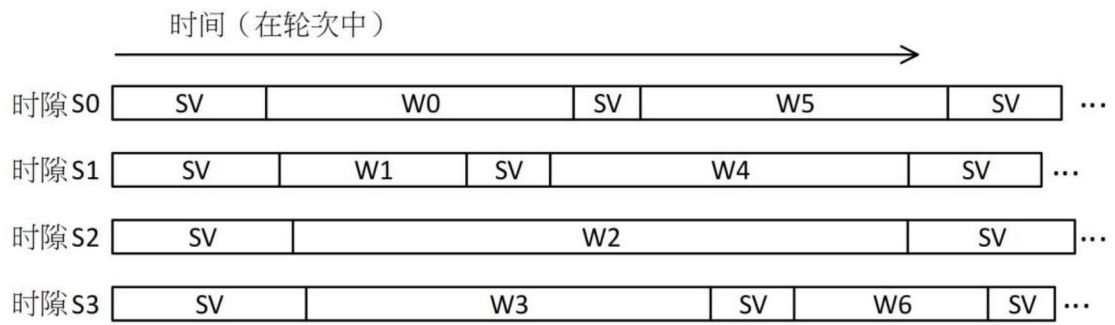 时间（在轮次中）
时隙S0 SV W0 SV W5 SV ...
时隙S1 SV W1 SV W4 SV ...
时隙S2 SV W2 SV ...
时隙S3 SV W3 SV W6 SV ...